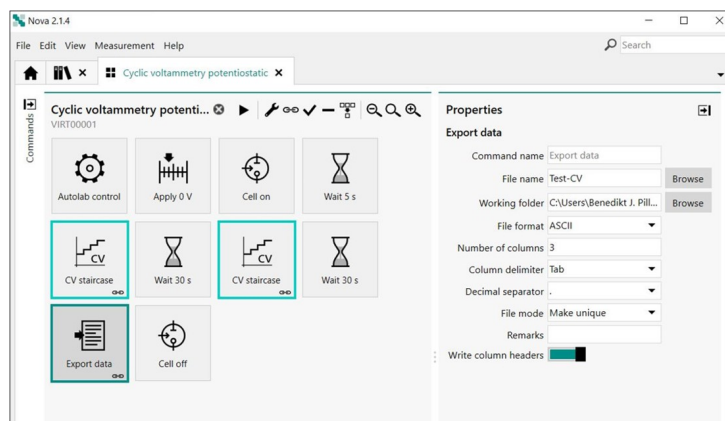 Nova 2.1.4
File Edit View Measurement Help
Search
Cyclic voltammetry potentiostatic
Commands
Cyclic voltammetry potenti...
VIRT00001
Autolab control
Apply 0 V
Cell on
Wait 5 s
CV
CV staircase
Wait 30 s
CV
CV staircase
Wait 30 s
Export data
Cell off
Properties
Export data
Command name Export data
File name Test-CV Browse
Working folder C:\Users\Benedikt J. Pill... Browse
File format ASCII
Number of columns 3
Column delimiter Tab
Decimal separator .
File mode Make unique
Remarks
Write column headers